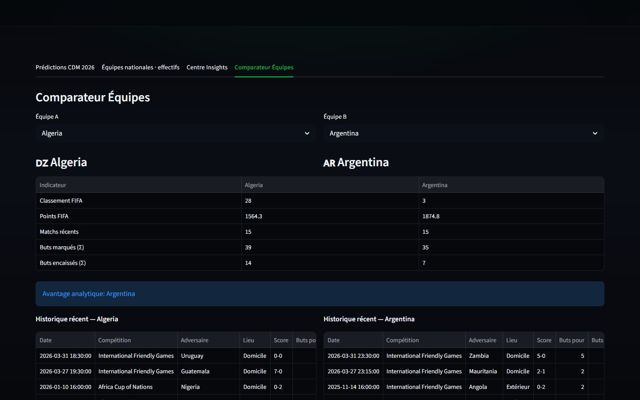 Prédictions CDM 2026 Équipes nationales · effectifs Centre Insights Comparateur Équipes
Comparateur Équipes
Équipe A Équipe B
Algeria Argentina
DZ Algeria AR Argentina
Indicateur Algeria Argentina
Classement FIFA 28 3
Points FIFA 1564.3 1874.8
Matchs récents 15 15
Buts marqués (Σ) 39 35
Buts encaissés (Σ) 14 7
Avantage analytique: Argentina
Historique récent — Algeria Historique récent — Argentina
Date Compétition Adversaire Lieu Score Buts po Date Compétition Adversaire Lieu Score Buts pour Buts
2026-03-31 18:30:00 International Friendly Games Uruguay Domicile 0-0 2026-03-31 23:30:00 International Friendly Games Zambia Domicile 5-0 5
2026-03-27 19:30:00 International Friendly Games Guatemala Domicile 7-0 2026-03-27 23:15:00 International Friendly Games Mauritania Domicile 2-1 2
2026-01-10 16:00:00 Africa Cup of Nations Nigeria Domicile 0-2 2025-11-14 16:00:00 International Friendly Games Angola Extérieur 0-2 2